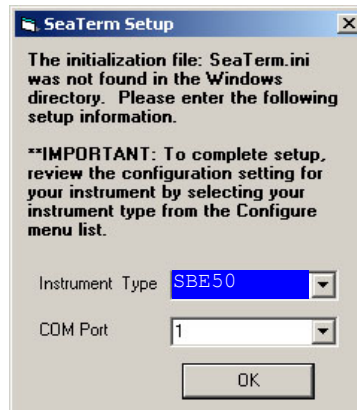 SeaTerm Setup
The initialization file: SeaTerm.ini
was not found in the Windows
directory.  Please enter the following
setup information.
**IMPORTANT: To complete setup,
review the configuration setting for
your instrument by selecting your
instrument type from the Configure
menu list.
Instrument Type SBE50
COM Port 1
OK